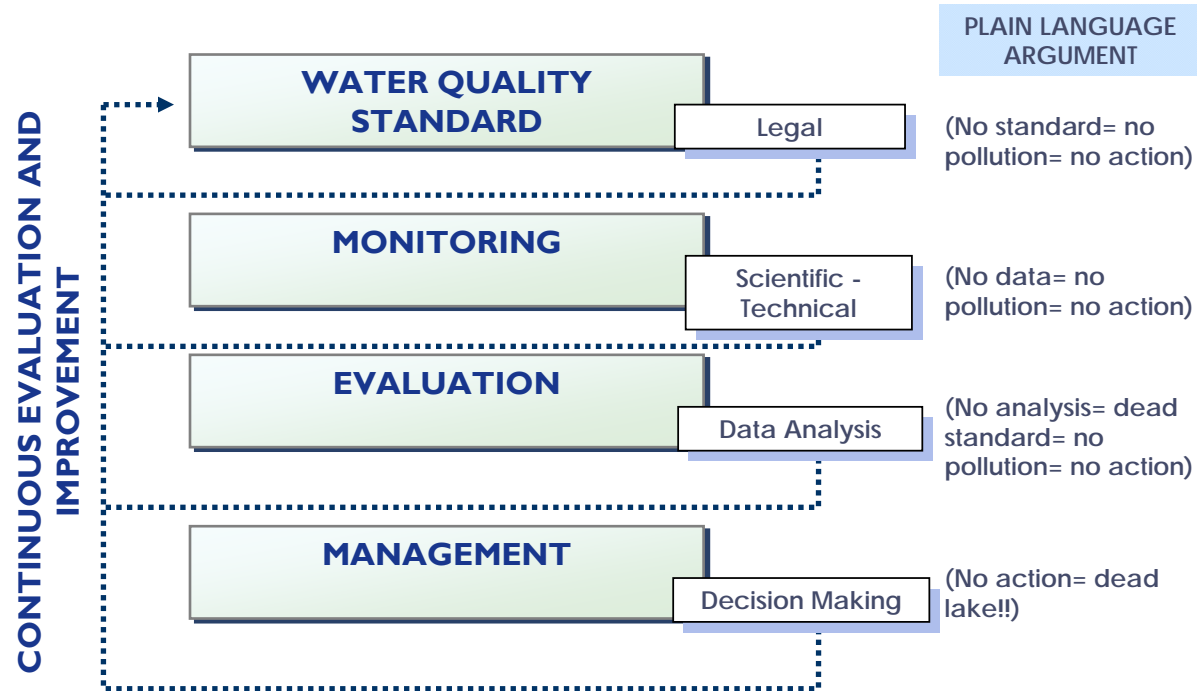 PLAIN LANGUAGE
ARGUMENT
CONTINUOUS EVALUATION AND
IMPROVEMENT
WATER QUALITY
STANDARD
Legal
(No standard= no
pollution= no action)
MONITORING
Scientific -
Technical
(No data= no
pollution= no action)
EVALUATION
Data Analysis
(No analysis= dead
standard= no
pollution= no action)
MANAGEMENT
Decision Making
(No action= dead
lake!!)